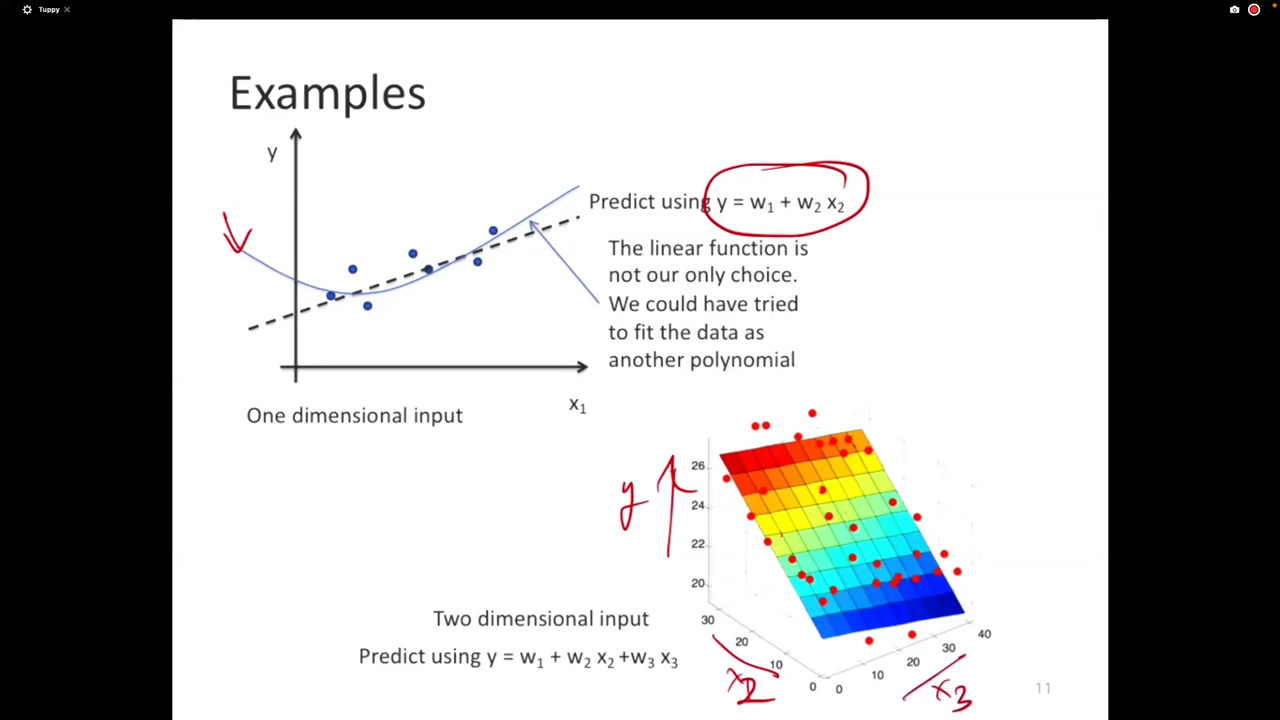 Tuppy
Examples
y
Predict using y = w₁ + w₂ x₂
The linear function is
not our only choice.
We could have tried
to fit the data as
another polynomial
x₁
One dimensional input
26
24
22
20
30
20
10
0
0
10
20
30
40
y
x2
x3
Two dimensional input
Predict using y = w₁ + w₂ x₂ +w₃ x₃
11